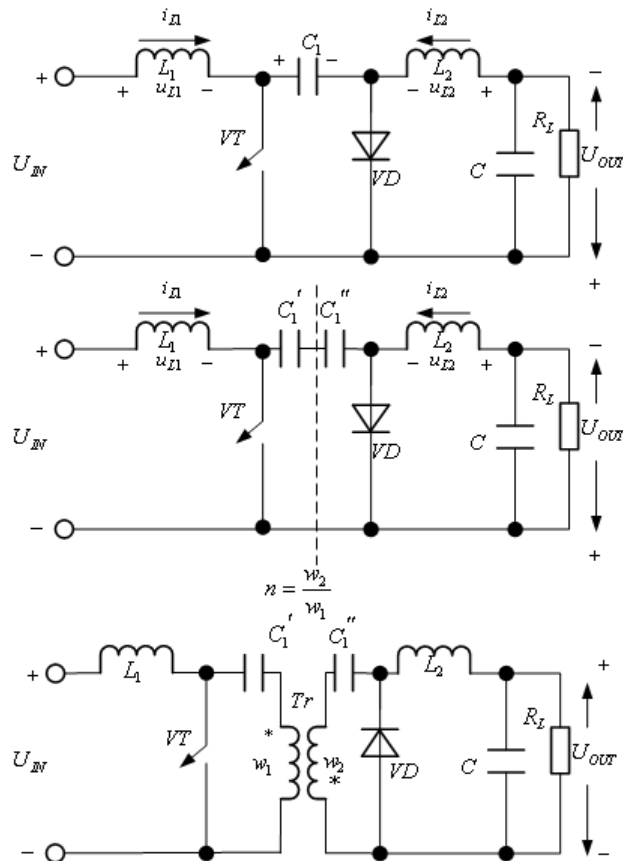 i_L1 i_L2
C_1
+ + − −
L_1 L_2
+ u_L1 − − u_L2 +
VT R_L
U_IN VD C U_OUT
− +
i_L1 i_L2
C_1' C_1''
+ −
L_1 L_2
+ u_L1 − − u_L2 +
VT R_L
U_IN VD C U_OUT
− +
n = w_2 / w_1
C_1' C_1''
+ L_1 L_2 +
Tr
VT * R_L
U_IN w_1 w_2 VD C U_OUT
*
− −